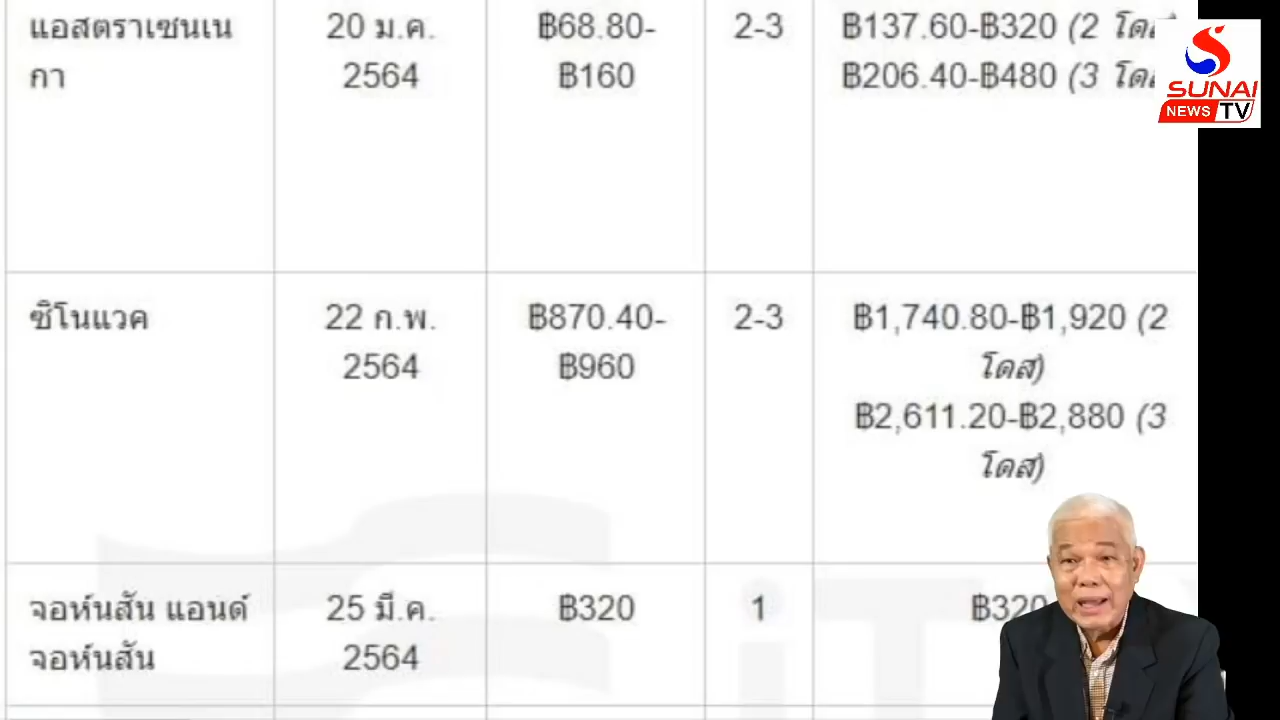 แอสตราเซนเน
กา
20 ม.ค.
2564
฿68.80-
฿160
2-3
฿137.60-฿320 (2
฿206.40-฿480 (3
SUNAI
NEWS TV
ซิโนแวค
22 ก.พ.
2564
฿870.40-
฿960
2-3
฿1,740.80-฿1,920 (2
โดส)
฿2,611.20-฿2,880 (3
โดส)
จอห์นสัน แอนด์
จอห์นสัน
25 มี.ค.
2564
฿320
1
฿320